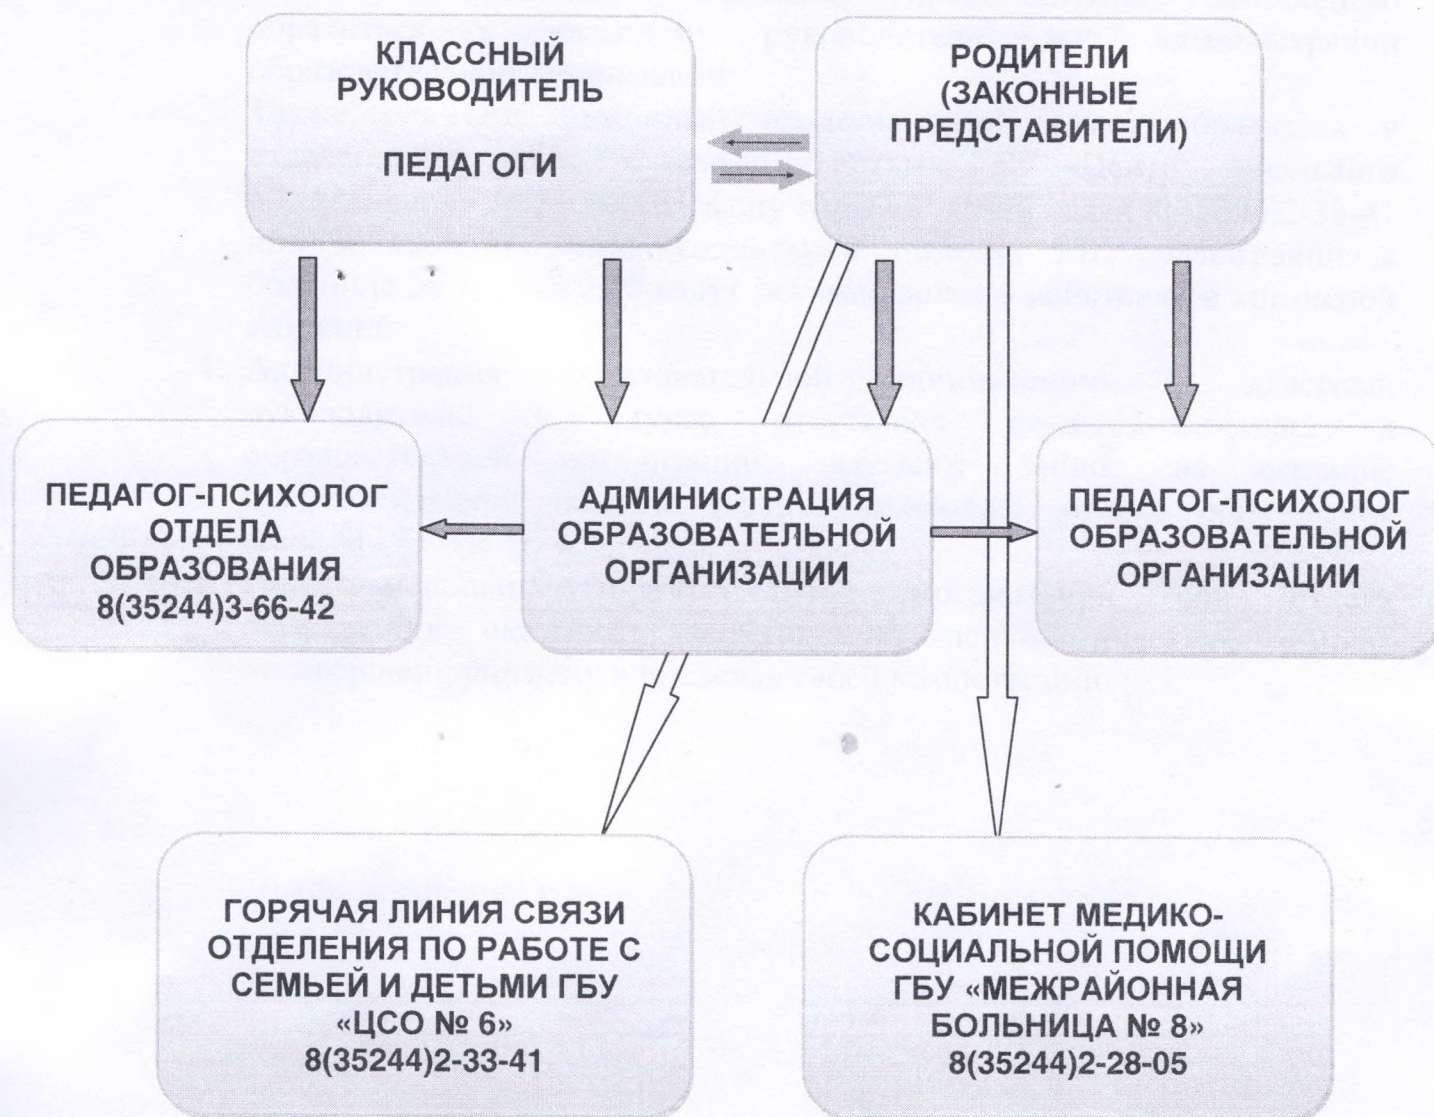 КЛАССНЫЙ
РУКОВОДИТЕЛЬ
ПЕДАГОГИ
РОДИТЕЛИ
(ЗАКОННЫЕ
ПРЕДСТАВИТЕЛИ)
ПЕДАГОГ-ПСИХОЛОГ
ОТДЕЛА
ОБРАЗОВАНИЯ
8(35244)3-66-42
АДМИНИСТРАЦИЯ
ОБРАЗОВАТЕЛЬНОЙ
ОРГАНИЗАЦИИ
ПЕДАГОГ-ПСИХОЛОГ
ОБРАЗОВАТЕЛЬНОЙ
ОРГАНИЗАЦИИ
ГОРЯЧАЯ ЛИНИЯ СВЯЗИ
ОТДЕЛЕНИЯ ПО РАБОТЕ С
СЕМЬЕЙ И ДЕТЬМИ ГБУ
«ЦСО № 6»
8(35244)2-33-41
КАБИНЕТ МЕДИКО-
СОЦИАЛЬНОЙ ПОМОЩИ
ГБУ «МЕЖРАЙОННАЯ
БОЛЬНИЦА № 8»
8(35244)2-28-05